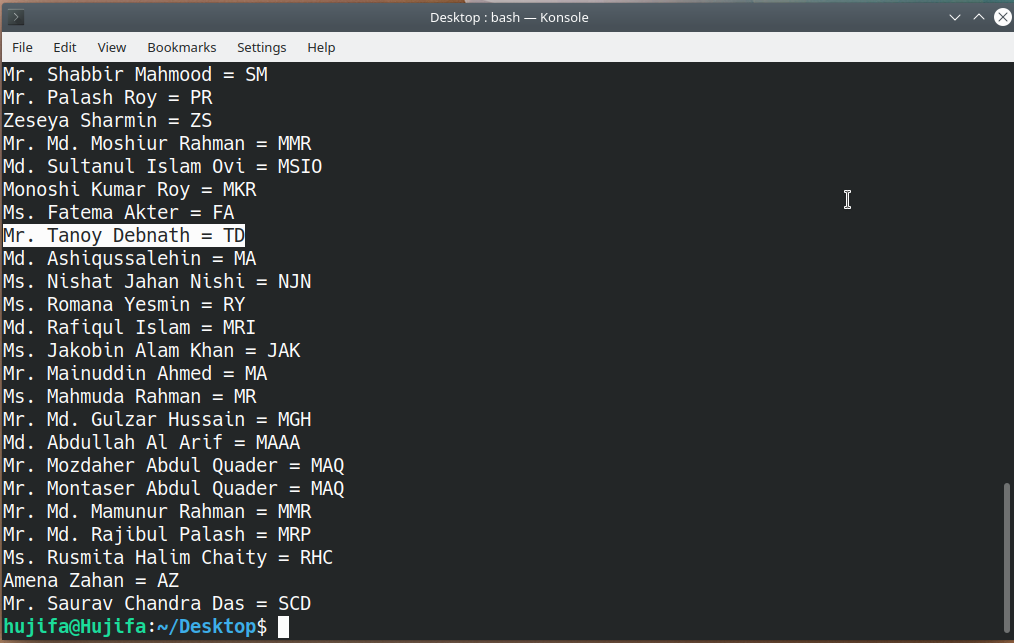 Desktop : bash — Konsole
File Edit View Bookmarks Settings Help
Mr. Shabbir Mahmood = SM
Mr. Palash Roy = PR
Zeseya Sharmin = ZS
Mr. Md. Moshiur Rahman = MMR
Md. Sultanul Islam Ovi = MSIO
Monoshi Kumar Roy = MKR
Ms. Fatema Akter = FA
Mr. Tanoy Debnath = TD
Md. Ashiqussalehin = MA
Ms. Nishat Jahan Nishi = NJN
Ms. Romana Yesmin = RY
Md. Rafiqul Islam = MRI
Ms. Jakobin Alam Khan = JAK
Mr. Mainuddin Ahmed = MA
Ms. Mahmuda Rahman = MR
Mr. Md. Gulzar Hussain = MGH
Md. Abdullah Al Arif = MAAA
Mr. Mozdaher Abdul Quader = MAQ
Mr. Montaser Abdul Quader = MAQ
Mr. Md. Mamunur Rahman = MMR
Mr. Md. Rajibul Palash = MRP
Ms. Rusmita Halim Chaity = RHC
Amena Zahan = AZ
Mr. Saurav Chandra Das = SCD
hujifa@Hujifa:~/Desktop$